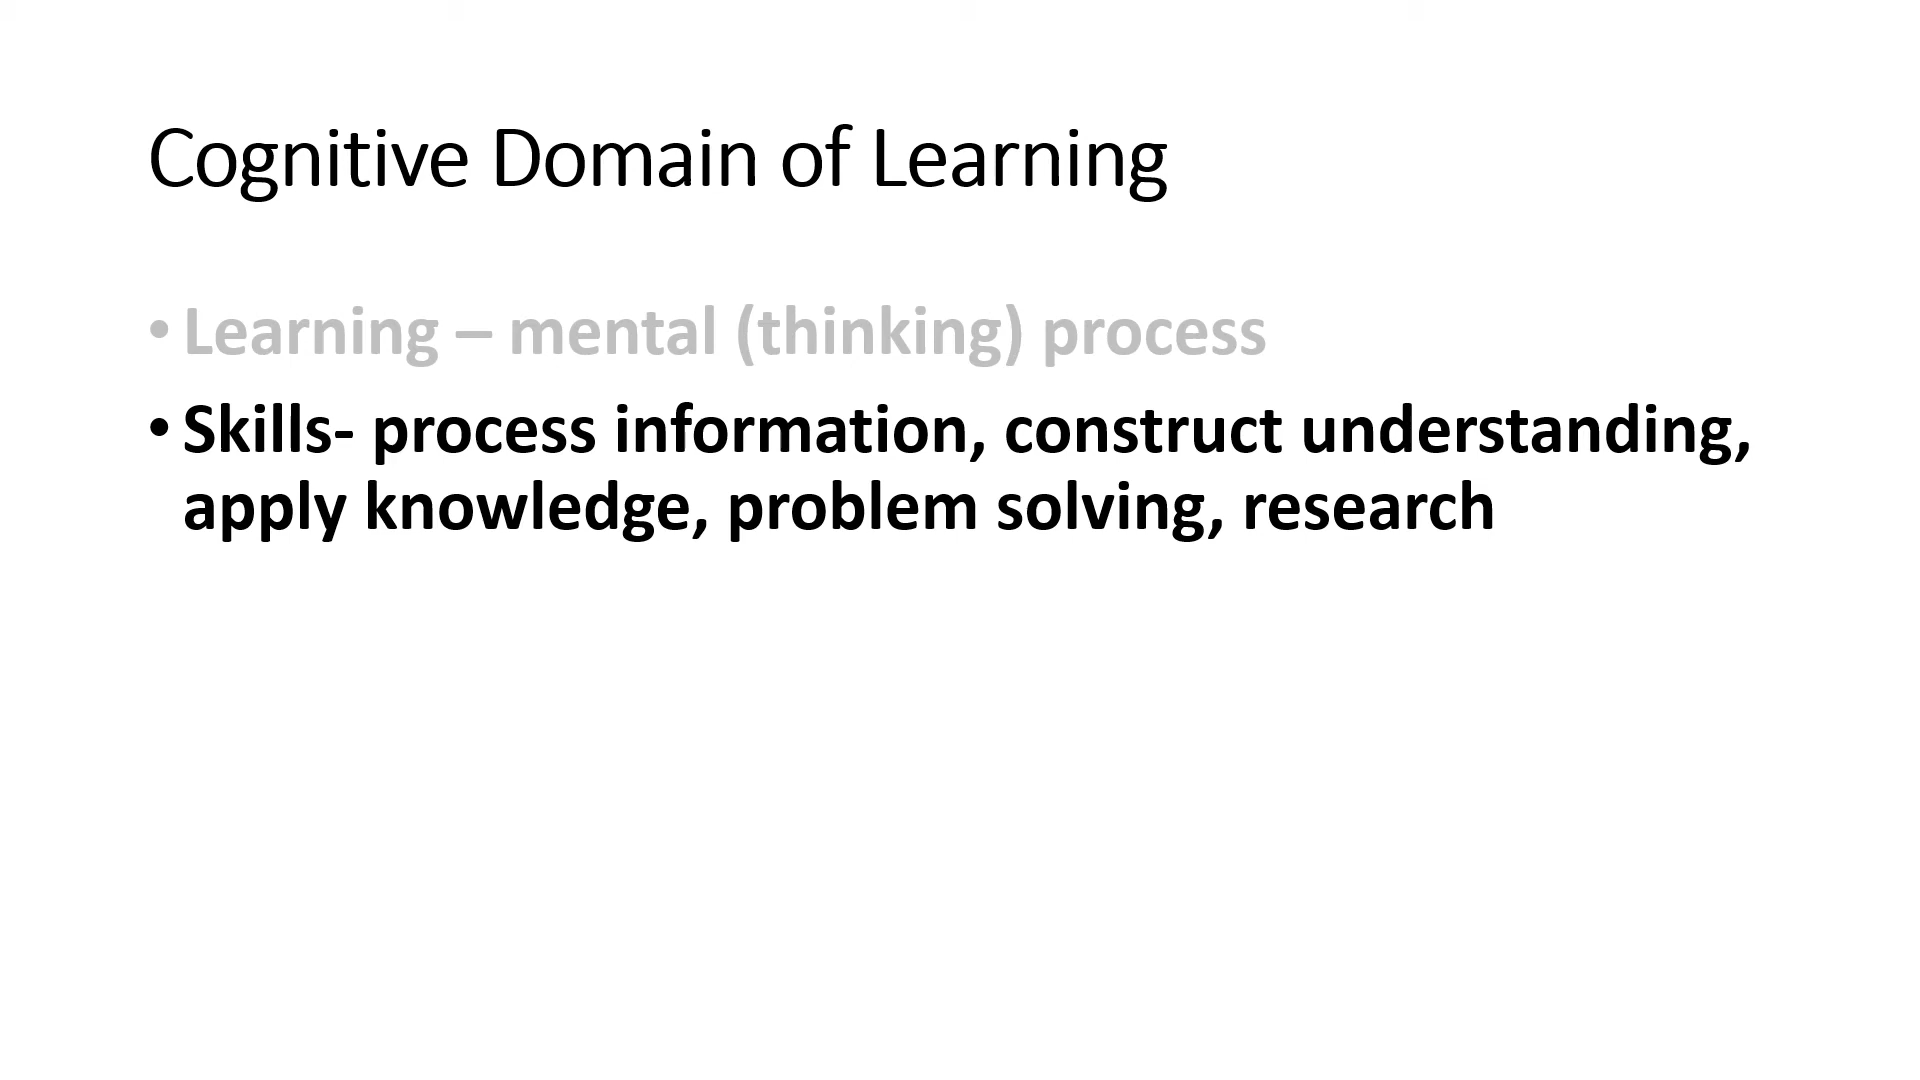 Cognitive Domain of Learning
• Learning – mental (thinking) process
• Skills- process information, construct understanding,
apply knowledge, problem solving, research